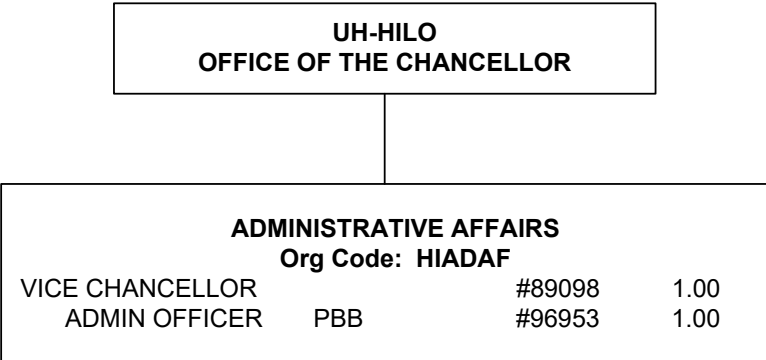 UH-HILO
OFFICE OF THE CHANCELLOR
ADMINISTRATIVE AFFAIRS
Org Code: HIADAF
VICE CHANCELLOR #89098 1.00
ADMIN OFFICER PBB #96953 1.00